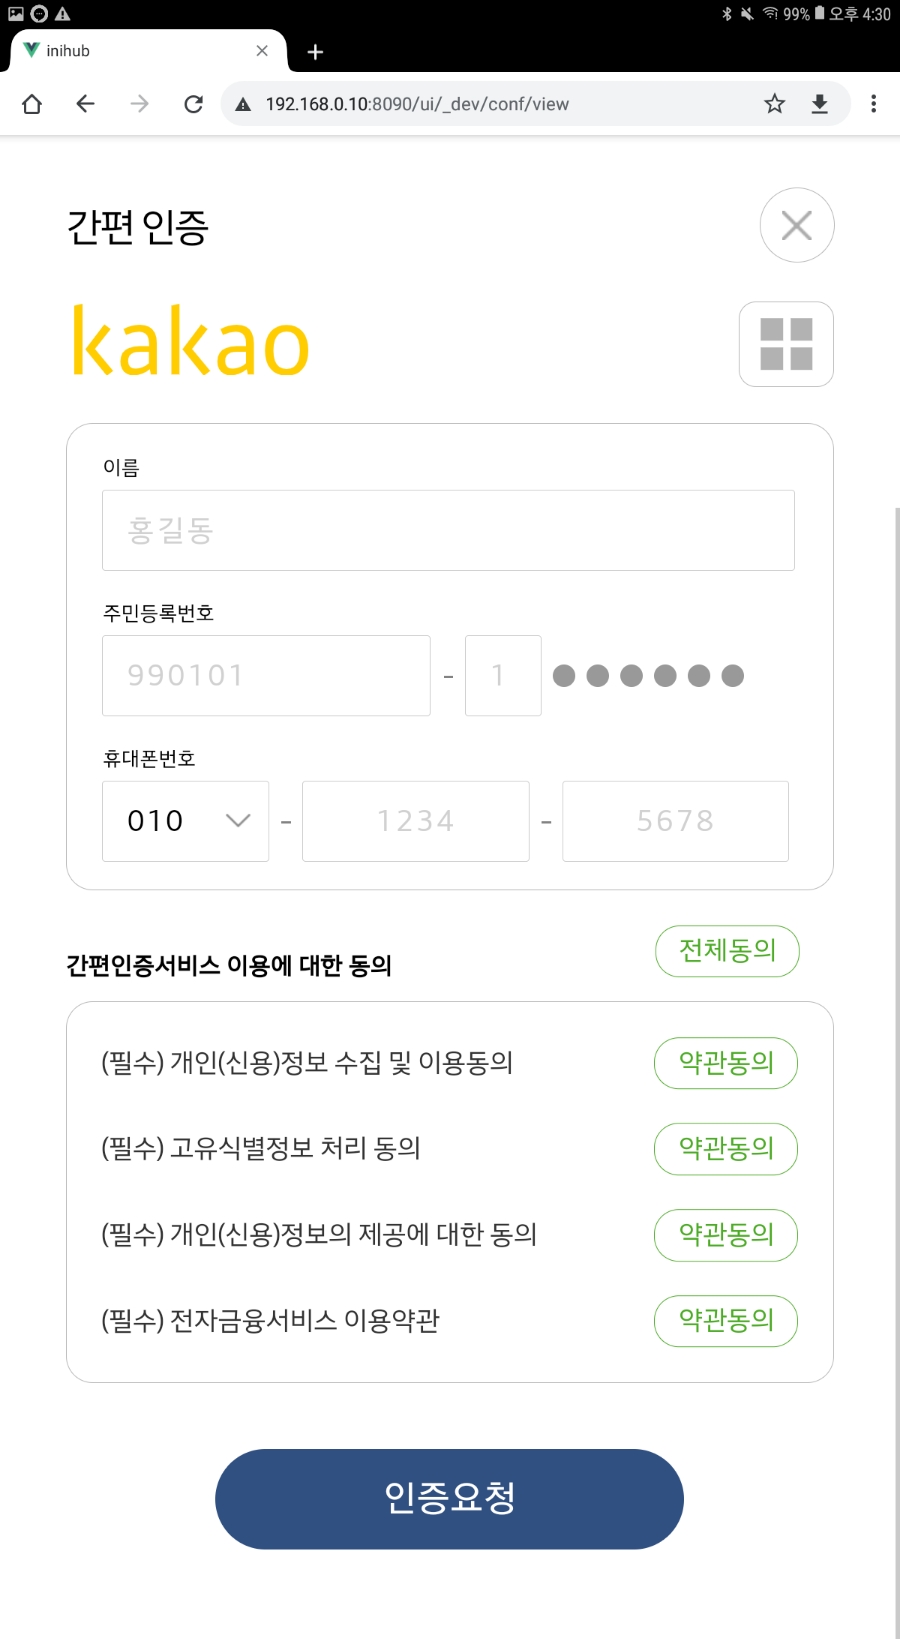 99% 오후 4:30
inihub
192.168.0.10:8090/ui/_dev/conf/view
간편 인증
kakao
이름
홍길동
주민등록번호
990101 - 1 ●●●●●●
휴대폰번호
010 - 1234 - 5678
간편인증서비스 이용에 대한 동의 전체동의
(필수) 개인(신용)정보 수집 및 이용동의 약관동의
(필수) 고유식별정보 처리 동의 약관동의
(필수) 개인(신용)정보의 제공에 대한 동의 약관동의
(필수) 전자금융서비스 이용약관 약관동의
인증요청